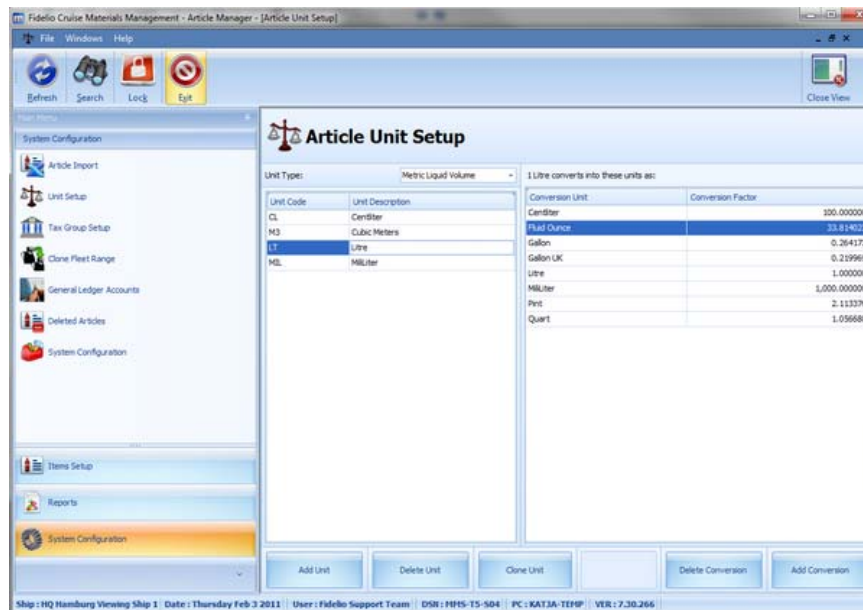 Fidelio Cruise Materials Management - Article Manager - [Article Unit Setup]
File Windows Help
Refresh Search Lock Exit Close View
Main Menu
System Configuration
Article Import
Unit Setup
Tax Group Setup
Clone Fleet Range
General Ledger Accounts
Deleted Articles
System Configuration
Items Setup
Reports
System Configuration
Article Unit Setup
Unit Type: Metric Liquid Volume
Unit Code Unit Description
CL Centiliter
M3 Cubic Meters
LT Litre
MIL MiliLiter
1 Litre converts into these units as:
Conversion Unit Conversion Factor
Centiliter 100.00000
Fluid Ounce 33.81402
Gallon 0.26417
Gallon UK 0.21996
Litre 1.00000
MiliLiter 1,000.00000
Pint 2.11337
Quart 1.05668
Add Unit Delete Unit Clone Unit Delete Conversion Add Conversion
Ship : HQ Hamburg Viewing Ship 1 Date : Thursday Feb 3 2011 User : Fidelio Support Team DSN : MMS-T5-S04 PC : KATJA-TEMP VER : 7.30.266